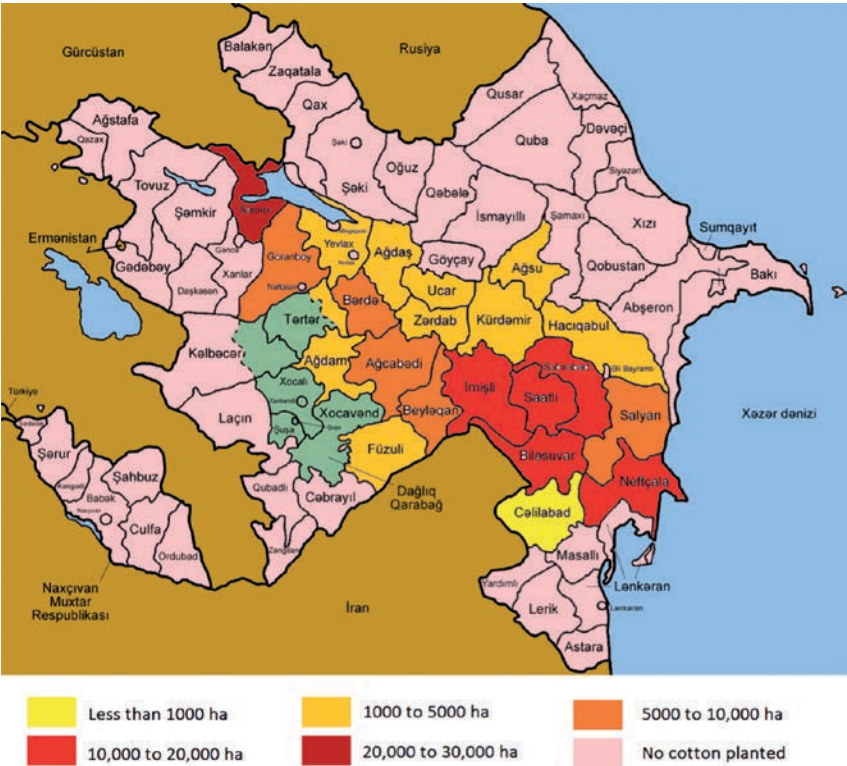 Gürcüstan
Rusiya
Balakən
Zaqatala
Qax
Qusar
Xaçmaz
Ağstafa
Qazax
Şəki
Şəki
Oğuz
Quba
Dəvəçi
Siyəzən
Tovuz
Şəmkir
Qəbələ
İsmayıllı
Şamaxı
Xızı
Sumqayıt
Ermənistan
Gədəbəy
Gəncə
Xanlar
Daşkəsən
Goranboy
Naftalan
Yevlax
Ağdaş
Göyçay
Ağsu
Qobustan
Bakı
Abşeron
Bərdə
Ucar
Zərdab
Kürdəmir
Hacıqabul
Tərtər
Kəlbəcər
Ağdam
Ağcabədi
İmişli
Saatlı
Əli Bayramlı
Xocalı
Xankəndi
Türkiyə
Laçın
Şuşa
Şuşa
Xocavənd
Beyləqan
Salyan
Xəzər dənizi
Füzuli
Biləsuvar
Neftçala
Şərur
Şahbuz
Babək
Culfa
Ordubad
Qubadlı
Cəbrayıl
Zəngilan
Dağlıq
Qarabağ
Cəlilabad
Masallı
Yardımlı
Lənkəran
Lerik
Lənkəran
Astara
Naxçıvan
Muxtar
Respublikası
İran
Less than 1000 ha
1000 to 5000 ha
5000 to 10,000 ha
10,000 to 20,000 ha
20,000 to 30,000 ha
No cotton planted